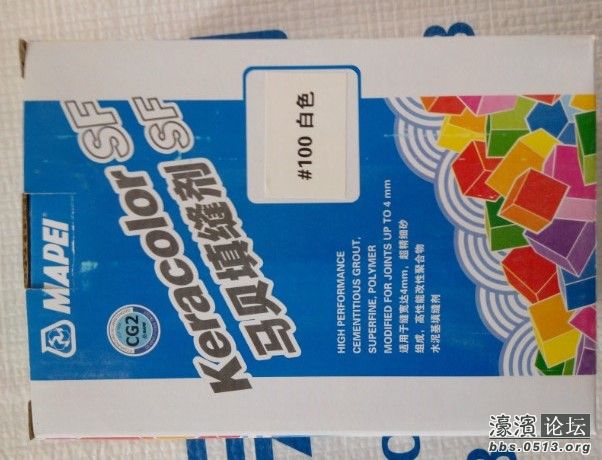 MAPEI
Keracolor SF
马贝填缝剂 SF
CG2
#100 白色
HIGH PERFORMANCE
CEMENTITIOUS GROUT,
SUPERFINE, POLYMER
MODIFIED FOR JOINTS UP TO 4 mm
适用于缝宽达4mm，超精细砂
组成，高性能改性聚合物
水泥基填缝剂
濠滨论坛
bbs.0513.org